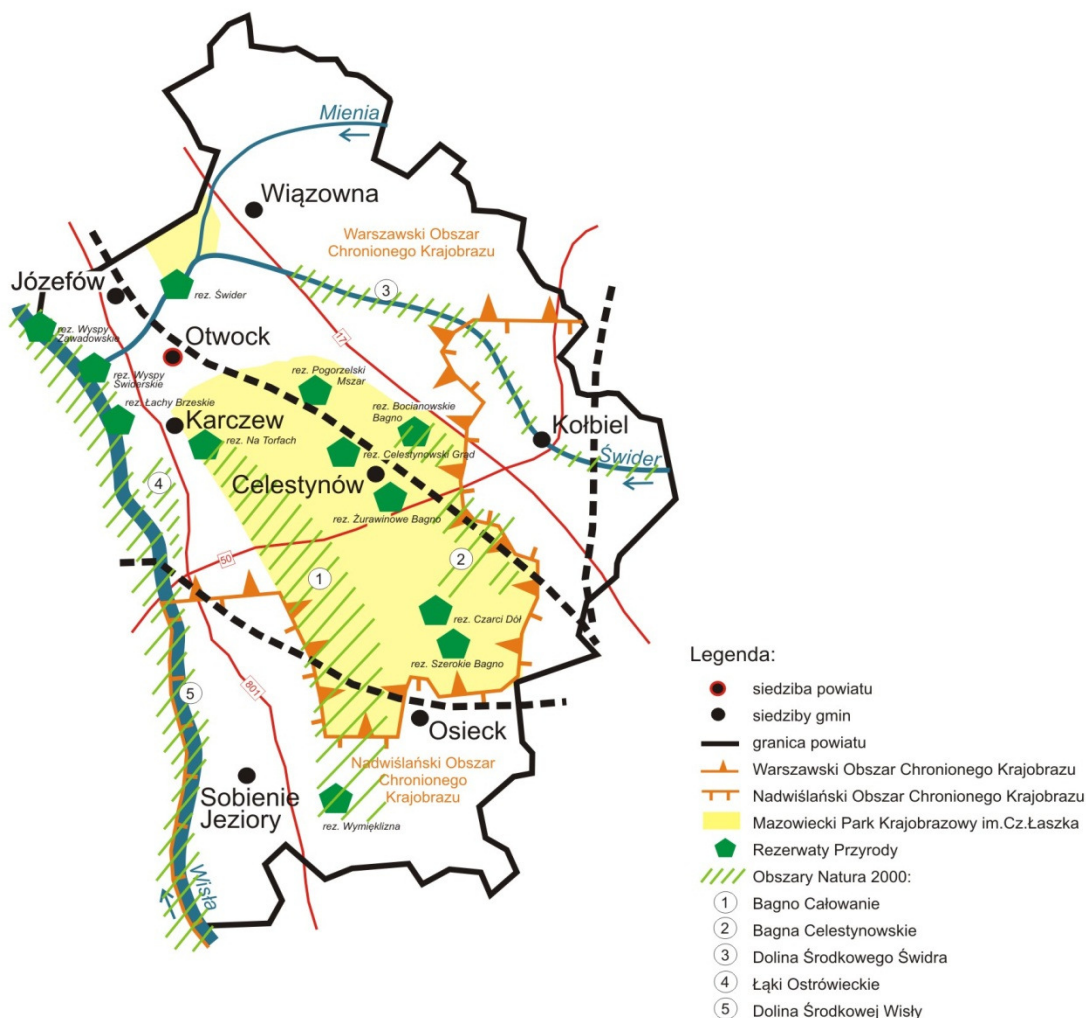 Mienia
Wiązowna
Warszawski Obszar
Chronionego Krajobrazu
Józefów
rez. Świder
3
rez. Wyspy
Zawadowskie
Otwock
17
rez. Wyspy
Świderskie
rez. Pogorzelski
Mszar
rez. Łachy Brzeskie
Karczew
rez. Bocianowskie
Bagno
Kołbiel
rez. Na Torfach
rez. Celestynowski Grąd
Świder
Celestynów
4
rez. Żurawinowe Bagno
50
2
1
rez. Czarci Dół
rez. Szerokie Bagno
801
5
Osieck
Nadwiślański Obszar
Chronionego
Krajobrazu
Sobienie
Jeziory
rez. Wymięklizna
Wisła
Legenda:
siedziba powiatu
siedziby gmin
granica powiatu
Warszawski Obszar Chronionego Krajobrazu
Nadwiślański Obszar Chronionego Krajobrazu
Mazowiecki Park Krajobrazowy im.Cz.Łaszka
Rezerwaty Przyrody
Obszary Natura 2000:
1 Bagno Całowanie
2 Bagna Celestynowskie
3 Dolina Środkowego Świdra
4 Łąki Ostrówieckie
5 Dolina Środkowej Wisły